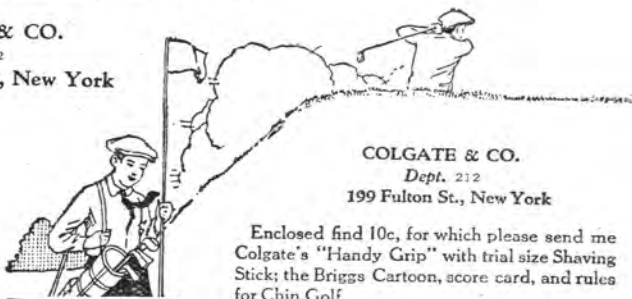 & CO.
, New York
COLGATE & CO.
Dept. 212
199 Fulton St., New York
Enclosed find 10c, for which please send me
Colgate's "Handy Grip" with trial size Shaving
Stick; the Briggs Cartoon, score card, and rules
for Chin Golf